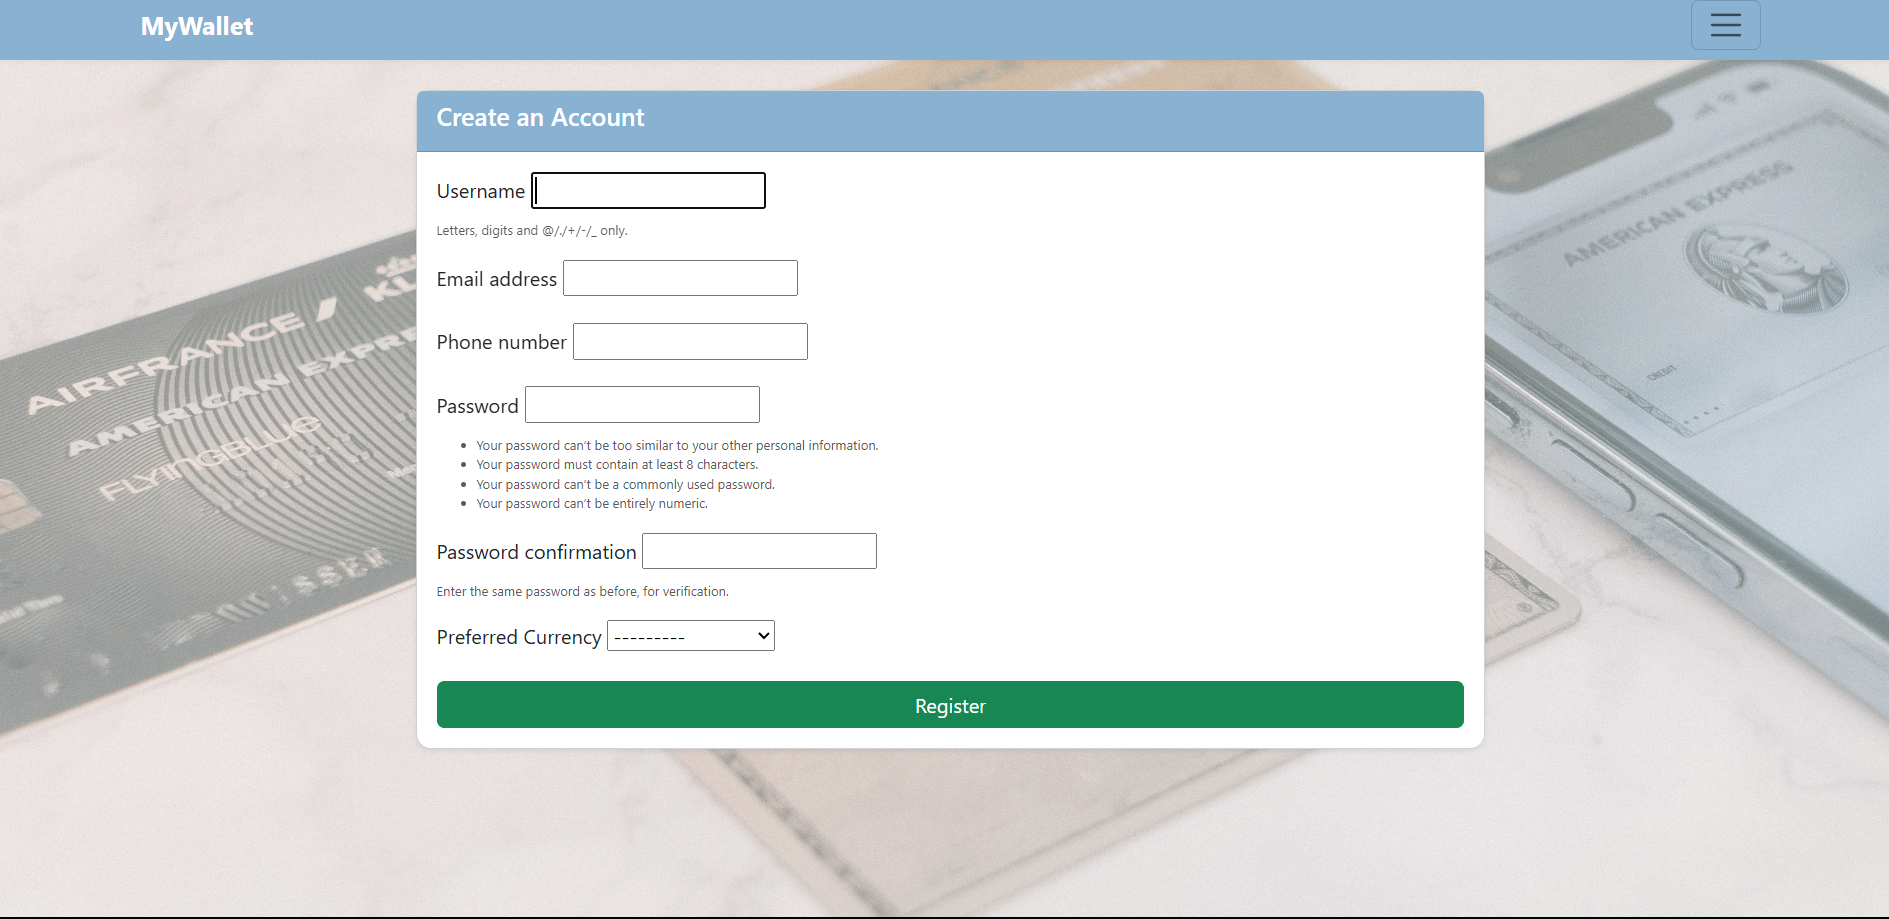 MyWallet
Create an Account
Username
Letters, digits and @/./+/-/_ only.
Email address
Phone number
Password
Your password can't be too similar to your other personal information.
Your password must contain at least 8 characters.
Your password can't be a commonly used password.
Your password can't be entirely numeric.
Password confirmation
Enter the same password as before, for verification.
Preferred Currency ---------
Register
AIRFRANCE / KL
AMERICAN EXPRE
FLYINGBLUE
AMERICAN EXPRESS
CREDIT